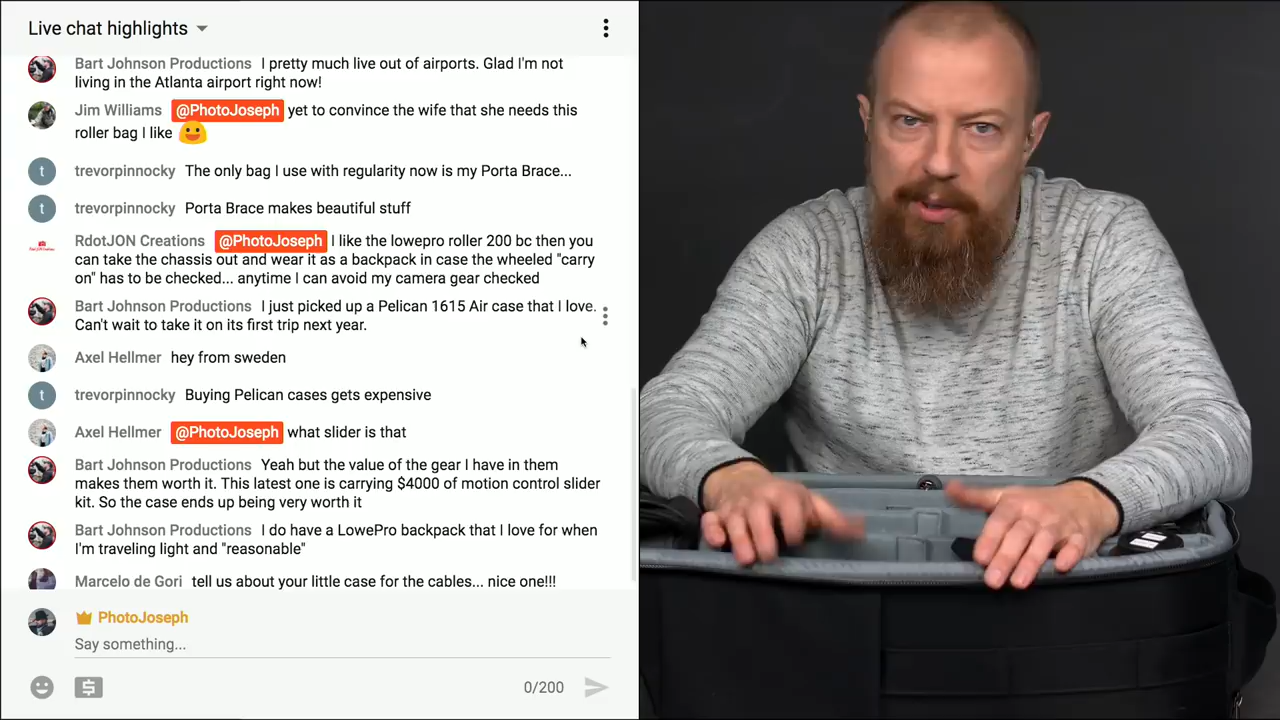 Live chat highlights
Bart Johnson Productions I pretty much live out of airports. Glad I'm not
living in the Atlanta airport right now!
Jim Williams @PhotoJoseph yet to convince the wife that she needs this
roller bag I like
t trevorpinnocky The only bag I use with regularity now is my Porta Brace...
t trevorpinnocky Porta Brace makes beautiful stuff
RdotJON Creations @PhotoJoseph I like the lowepro roller 200 bc then you
can take the chassis out and wear it as a backpack in case the wheeled "carry
on" has to be checked... anytime I can avoid my camera gear checked
Bart Johnson Productions I just picked up a Pelican 1615 Air case that I love.
Can't wait to take it on its first trip next year.
Axel Hellmer hey from sweden
t trevorpinnocky Buying Pelican cases gets expensive
Axel Hellmer @PhotoJoseph what slider is that
Bart Johnson Productions Yeah but the value of the gear I have in them
makes them worth it. This latest one is carrying $4000 of motion control slider
kit. So the case ends up being very worth it
Bart Johnson Productions I do have a LowePro backpack that I love for when
I'm traveling light and "reasonable"
Marcelo de Gori tell us about your little case for the cables... nice one!!!
PhotoJoseph
Say something...
$ 0/200